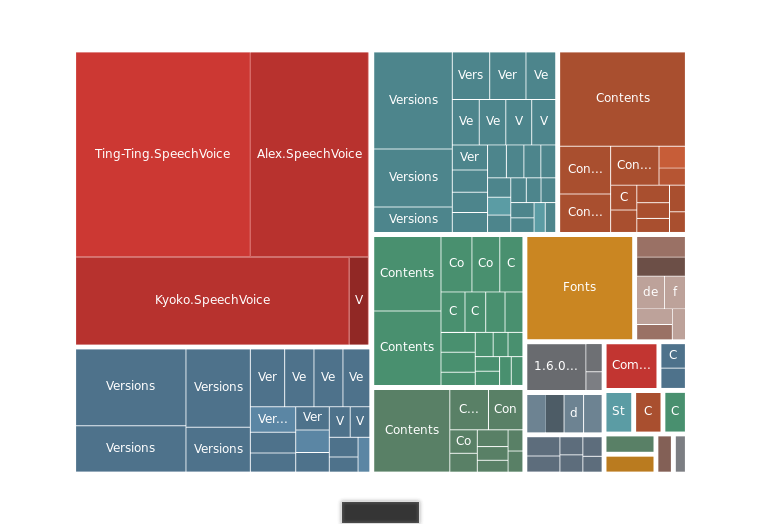 Ting-Ting.SpeechVoice
Alex.SpeechVoice
Kyoko.SpeechVoice
V
Versions
Vers
Ver
Ve
Ve
Ve
V
V
Versions
Ver
Versions
Contents
Con...
Con...
C
Con...
Contents
Co
Co
C
C
C
Contents
Fonts
de
f
Versions
Versions
Ver
Ve
Ve
Ve
Ver...
Ver
V
V
Versions
Versions
Contents
C...
Con
Co
1.6.0...
Com...
C
d
St
C
C